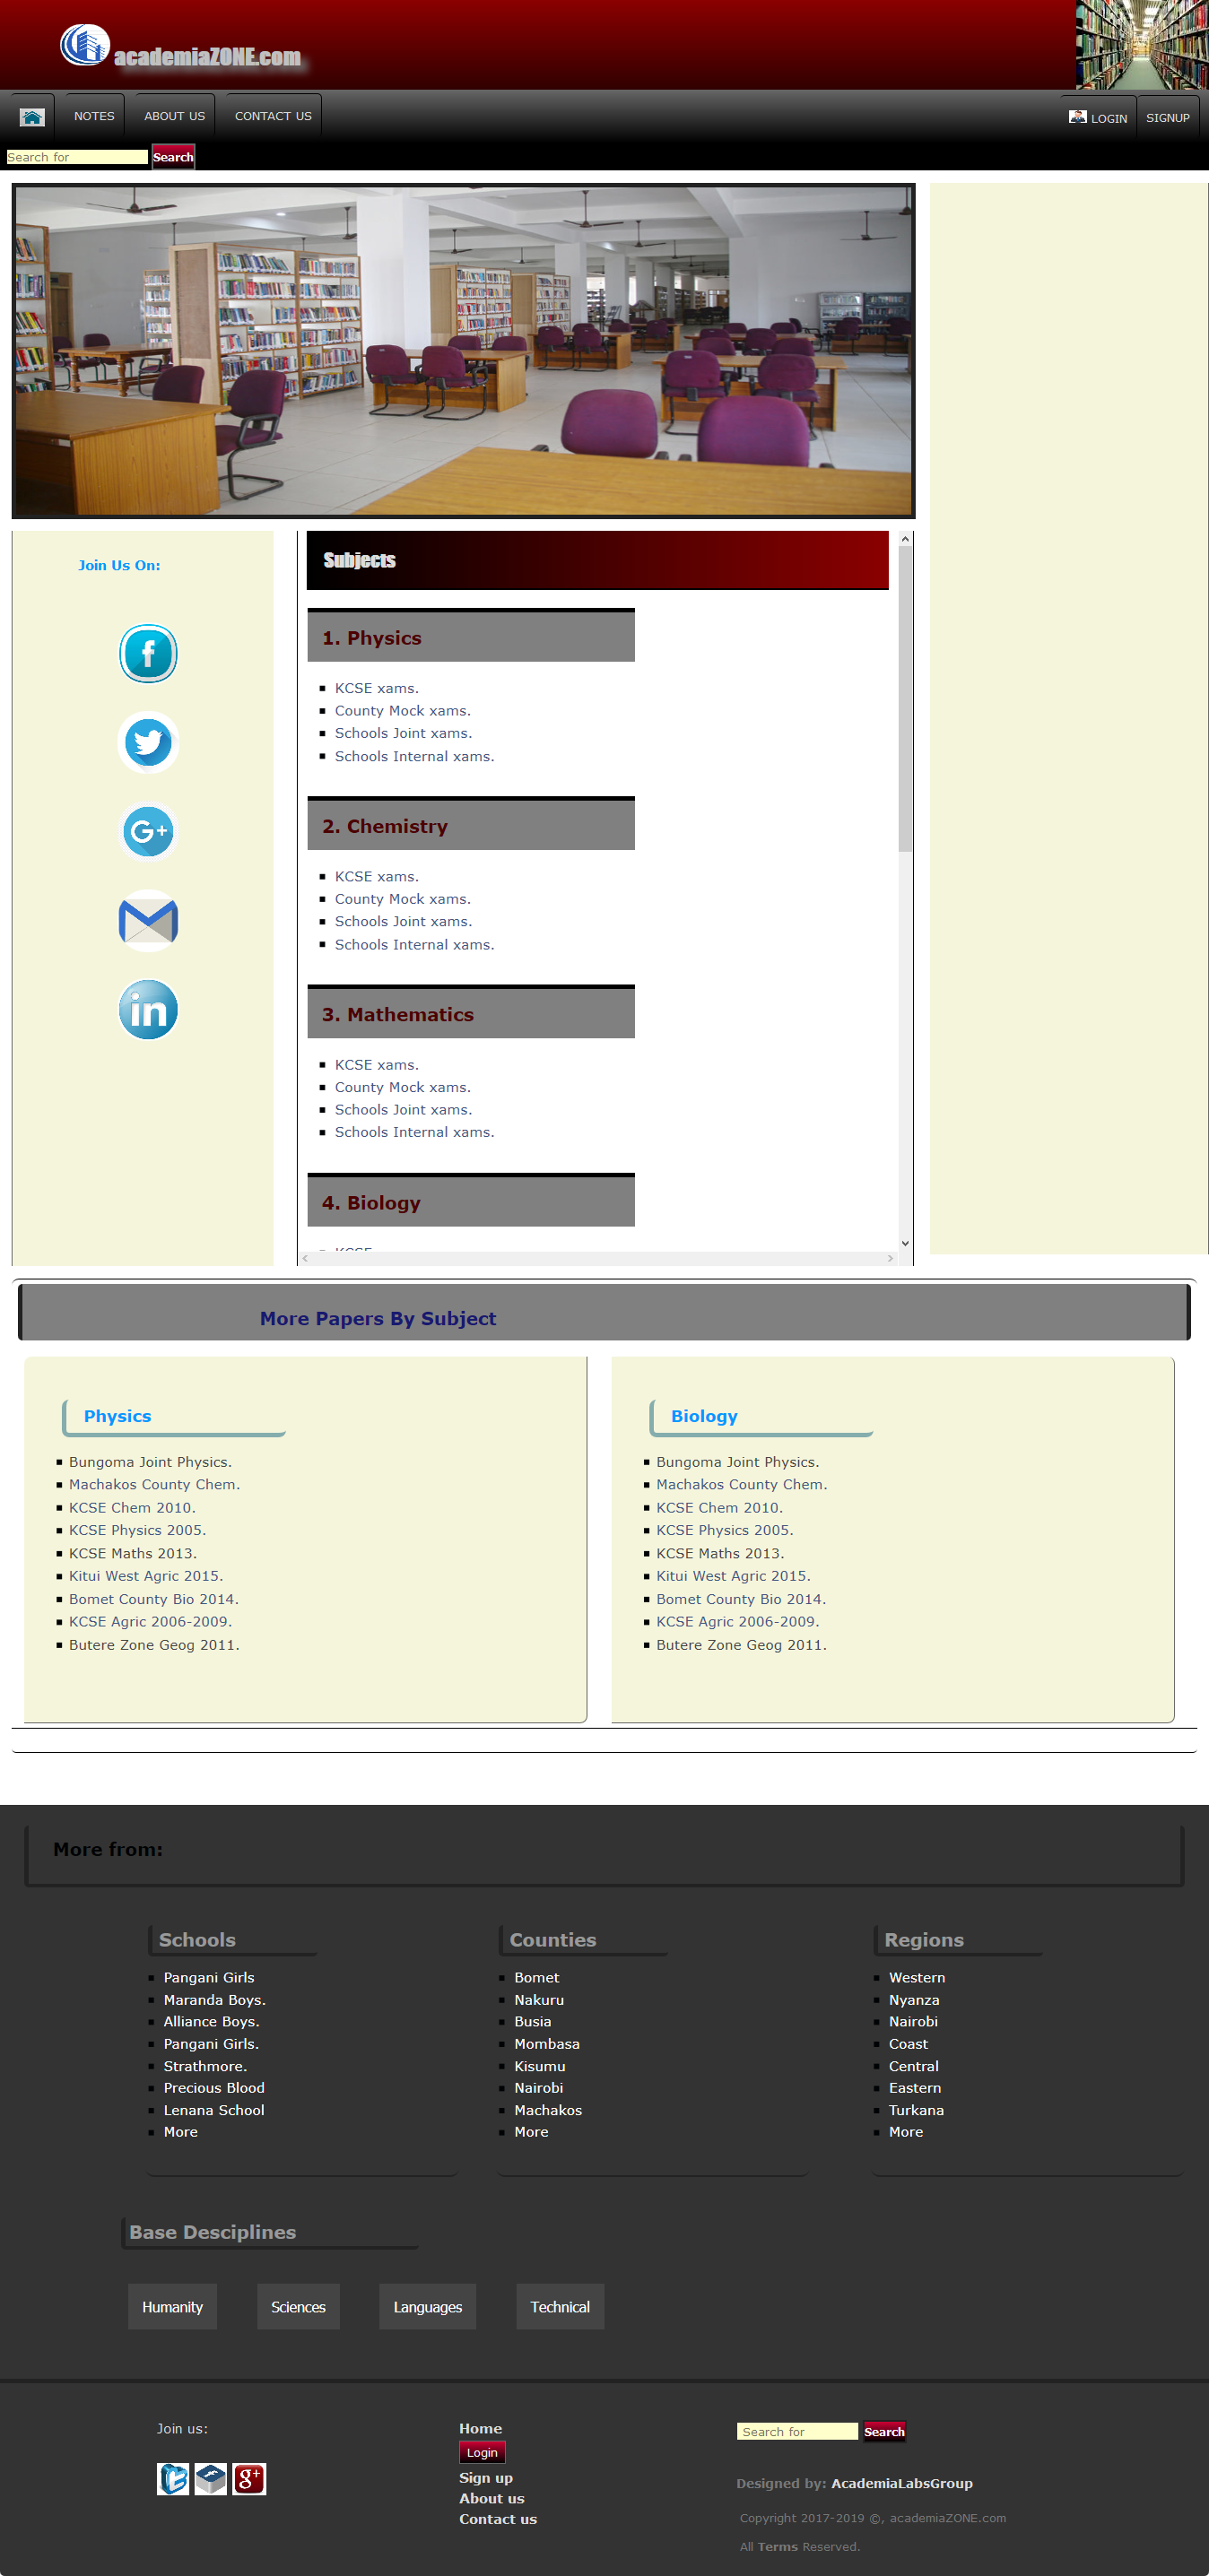 academiaZONE.com
NOTES
ABOUT US
CONTACT US
LOGIN
SIGNUP
Search for
Search
Join Us On:
Subjects
1. Physics
KCSE xams.
County Mock xams.
Schools Joint xams.
Schools Internal xams.
2. Chemistry
KCSE xams.
County Mock xams.
Schools Joint xams.
Schools Internal xams.
3. Mathematics
KCSE xams.
County Mock xams.
Schools Joint xams.
Schools Internal xams.
4. Biology
More Papers By Subject
Physics
Bungoma Joint Physics.
Machakos County Chem.
KCSE Chem 2010.
KCSE Physics 2005.
KCSE Maths 2013.
Kitui West Agric 2015.
Bomet County Bio 2014.
KCSE Agric 2006-2009.
Butere Zone Geog 2011.
Biology
Bungoma Joint Physics.
Machakos County Chem.
KCSE Chem 2010.
KCSE Physics 2005.
KCSE Maths 2013.
Kitui West Agric 2015.
Bomet County Bio 2014.
KCSE Agric 2006-2009.
Butere Zone Geog 2011.
More from:
Schools
Pangani Girls
Maranda Boys.
Alliance Boys.
Pangani Girls.
Strathmore.
Precious Blood
Lenana School
More
Counties
Bomet
Nakuru
Busia
Mombasa
Kisumu
Nairobi
Machakos
More
Regions
Western
Nyanza
Nairobi
Coast
Central
Eastern
Turkana
More
Base Desciplines
Humanity
Sciences
Languages
Technical
Join us:
Home
Login
Sign up
About us
Contact us
Search for
Search
Designed by: AcademiaLabsGroup
Copyright 2017-2019 ©, academiaZONE.com
All Terms Reserved.